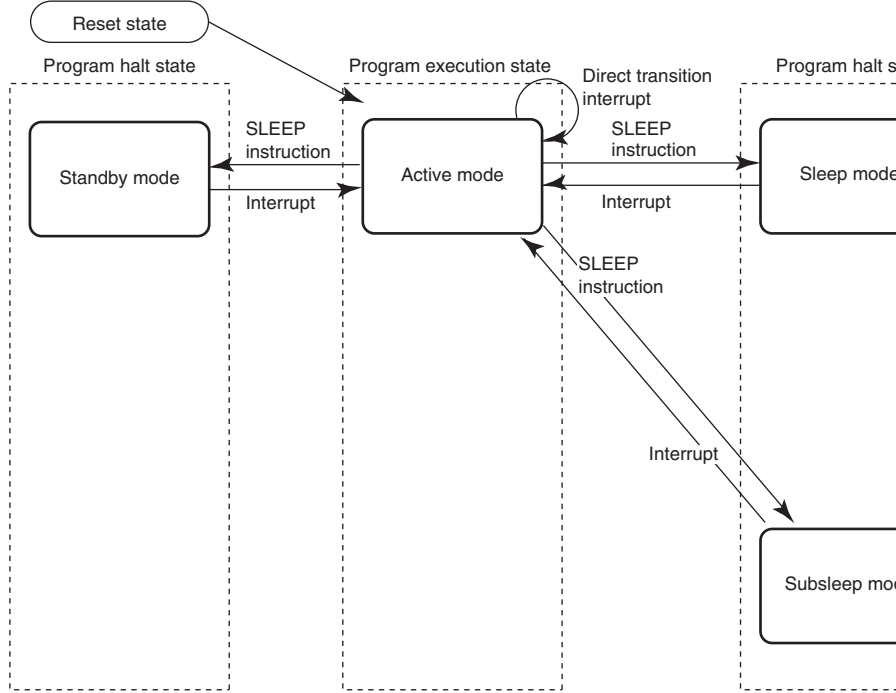 Reset state
Program halt state
Program execution state
Program halt s
Direct transition
interrupt
SLEEP
instruction
SLEEP
instruction
Standby mode
Active mode
Sleep mode
Interrupt
Interrupt
SLEEP
instruction
Interrupt
Subsleep mo